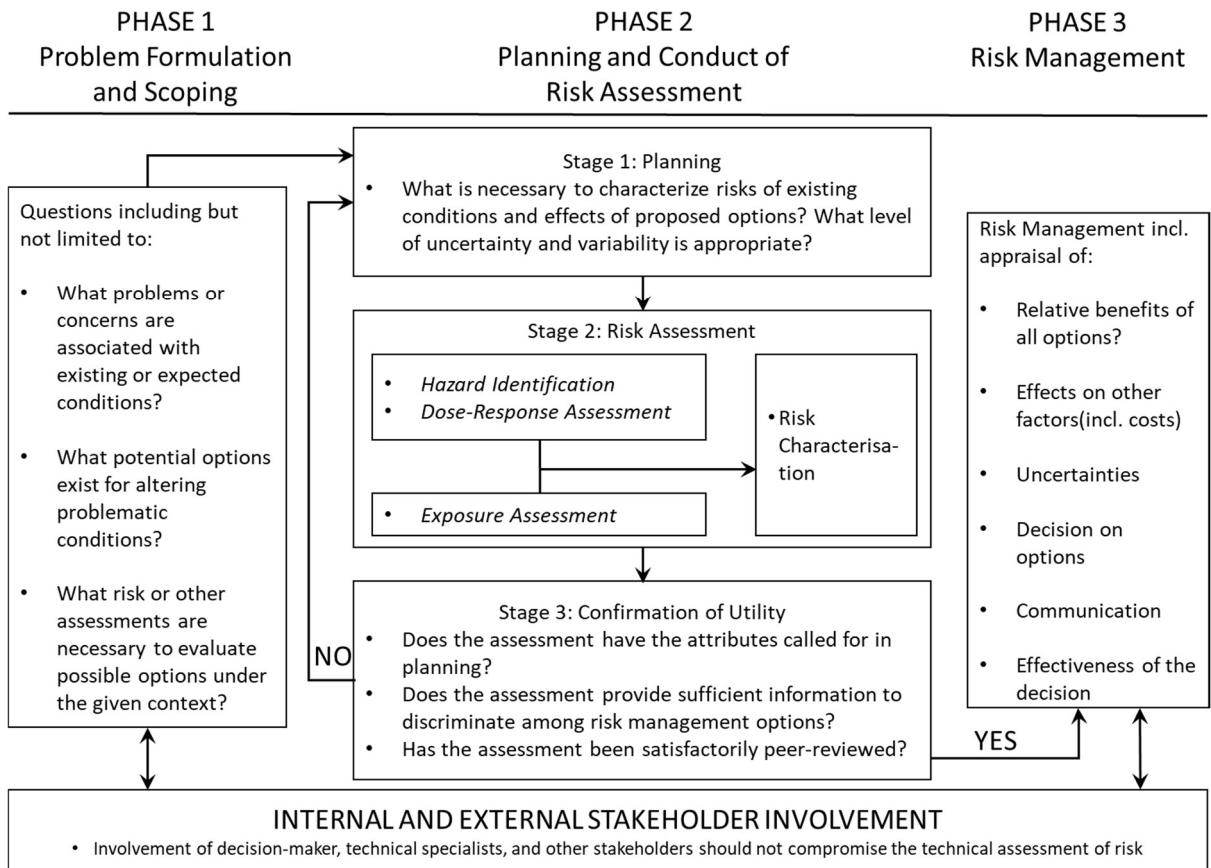 PHASE 1
Problem Formulation
and Scoping
PHASE 2
Planning and Conduct of
Risk Assessment
PHASE 3
Risk Management
Questions including but
not limited to:
• What problems or
concerns are
associated with
existing or expected
conditions?
• What potential options
exist for altering
problematic
conditions?
• What risk or other
assessments are
necessary to evaluate
possible options under
the given context?
Stage 1: Planning
• What is necessary to characterize risks of existing
conditions and effects of proposed options? What level
of uncertainty and variability is appropriate?
Stage 2: Risk Assessment
• Hazard Identification
• Dose-Response Assessment
• Exposure Assessment
• Risk
Characterisa-
tion
Stage 3: Confirmation of Utility
• Does the assessment have the attributes called for in
planning?
• Does the assessment provide sufficient information to
discriminate among risk management options?
• Has the assessment been satisfactorily peer-reviewed?
NO
YES
Risk Management incl.
appraisal of:
• Relative benefits of
all options?
• Effects on other
factors(incl. costs)
• Uncertainties
• Decision on
options
• Communication
• Effectiveness of the
decision
INTERNAL AND EXTERNAL STAKEHOLDER INVOLVEMENT
• Involvement of decision-maker, technical specialists, and other stakeholders should not compromise the technical assessment of risk